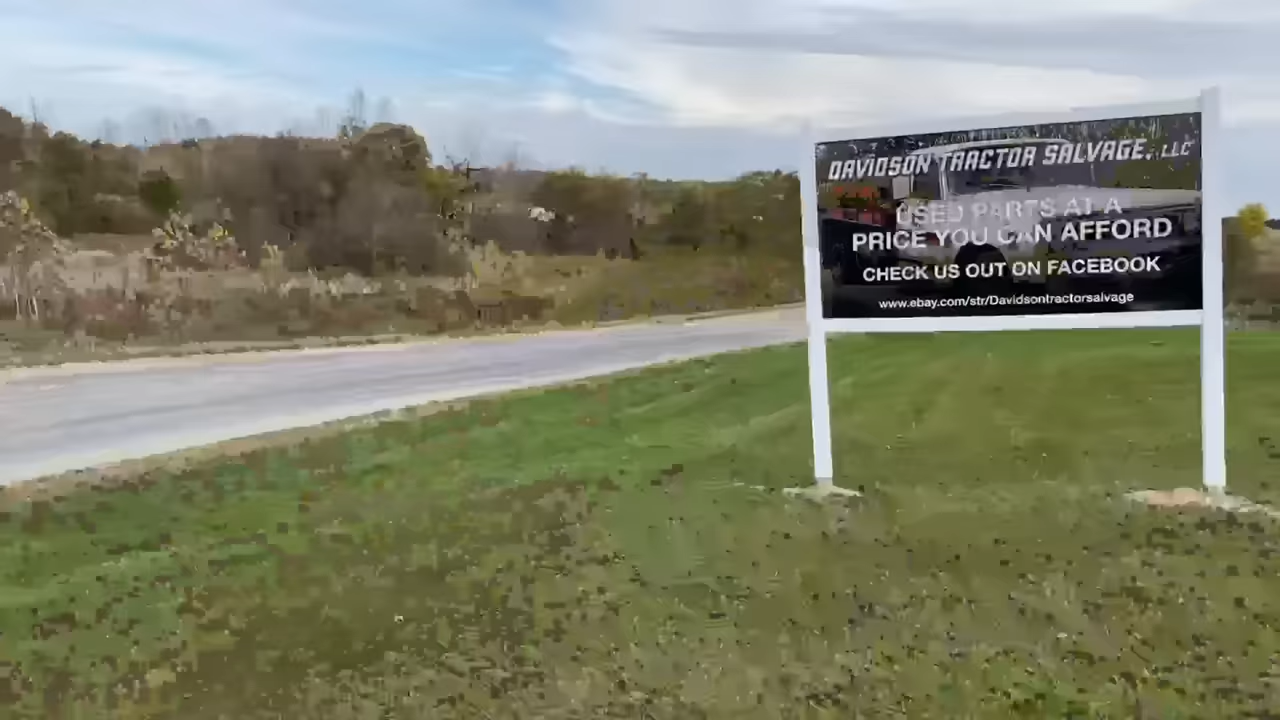 DAVIDSON TRACTOR SALVAGE, LLC
USED PARTS AT A
PRICE YOU CAN AFFORD
CHECK US OUT ON FACEBOOK
www.ebay.com/str/Davidsontractorsalvage